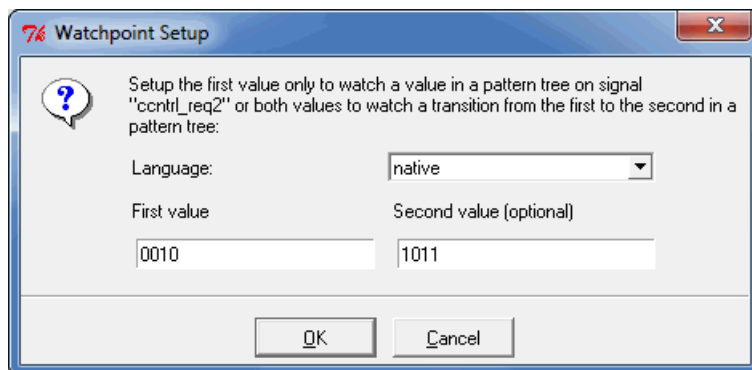 Watchpoint Setup
Setup the first value only to watch a value in a pattern tree on signal
"ccntrl_req2" or both values to watch a transition from the first to the second in a
pattern tree:
Language:
native
First value
Second value (optional)
0010
1011
OK
Cancel